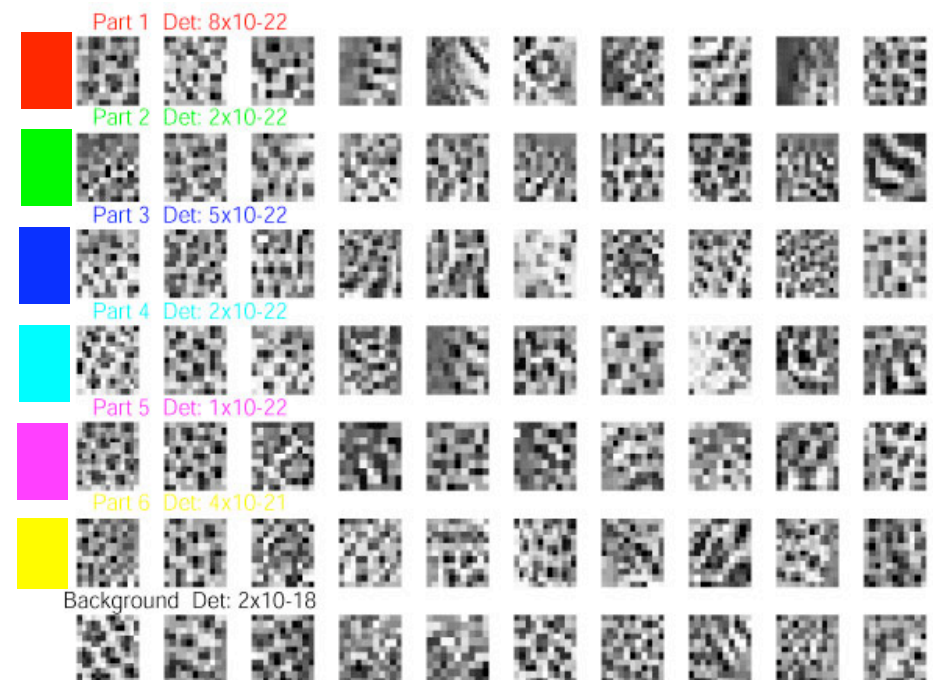 Part 1 Det: 8x10-22
Part 2 Det: 2x10-22
Part 3 Det: 5x10-22
Part 4 Det: 2x10-22
Part 5 Det: 1x10-22
Part 6 Det: 4x10-21
Background Det: 2x10-18